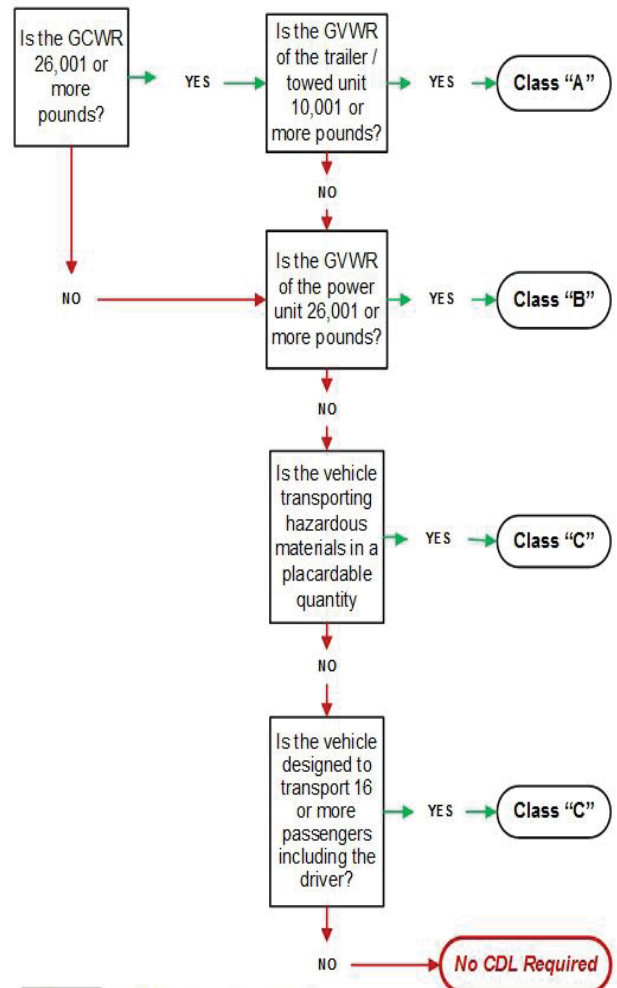 Is the GCWR
26,001 or
more
pounds?
YES
Is the GVWR
of the trailer /
towed unit
10,001 or
more pounds?
YES
Class “A”
NO
NO
Is the GVWR
of the power
unit 26,001 or
more pounds?
YES
Class “B”
NO
Is the vehicle
transporting
hazardous
materials in a
placardable
quantity
YES
Class “C”
NO
Is the vehicle
designed to
transport 16
or more
passengers
including the
driver?
YES
Class “C”
NO
No CDL Required